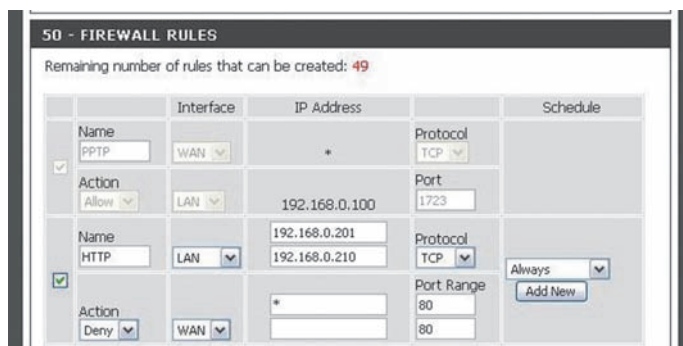 50 - FIREWALL RULES
Remaining number of rules that can be created: 49
Interface IP Address Schedule
Name Protocol
PPTP WAN * TCP
Action Port
Allow LAN 192.168.0.100 1723
Name 192.168.0.201 Protocol
HTTP LAN 192.168.0.210 TCP
Always
Port Range
Add New
* 80
Action
Deny WAN 80